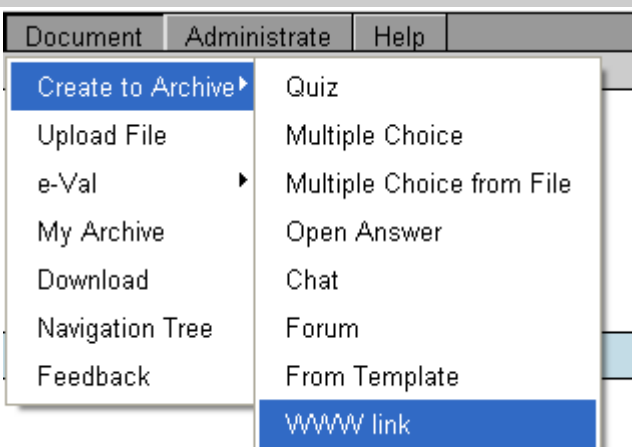 Document Administrate Help
Create to Archive
Upload File
e-Val
My Archive
Download
Navigation Tree
Feedback
Quiz
Multiple Choice
Multiple Choice from File
Open Answer
Chat
Forum
From Template
WWW link